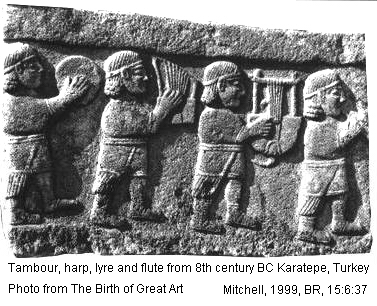 Tambour, harp, lyre and flute from 8th century BC Karatepe, Turkey
Photo from The Birth of Great Art Mitchell, 1999, BR, 15:6:37